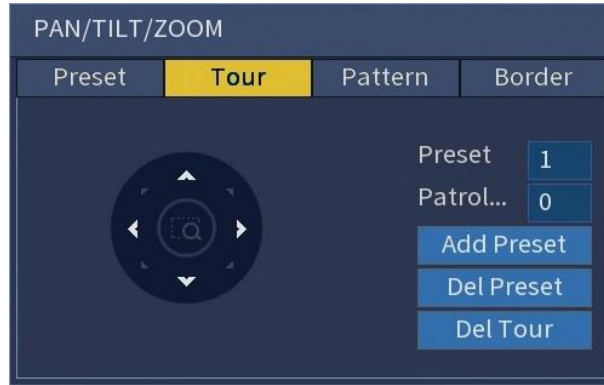 PAN/TILT/ZOOM
Preset Tour Pattern Border
Preset 1
Patrol... 0
Add Preset
Del Preset
Del Tour